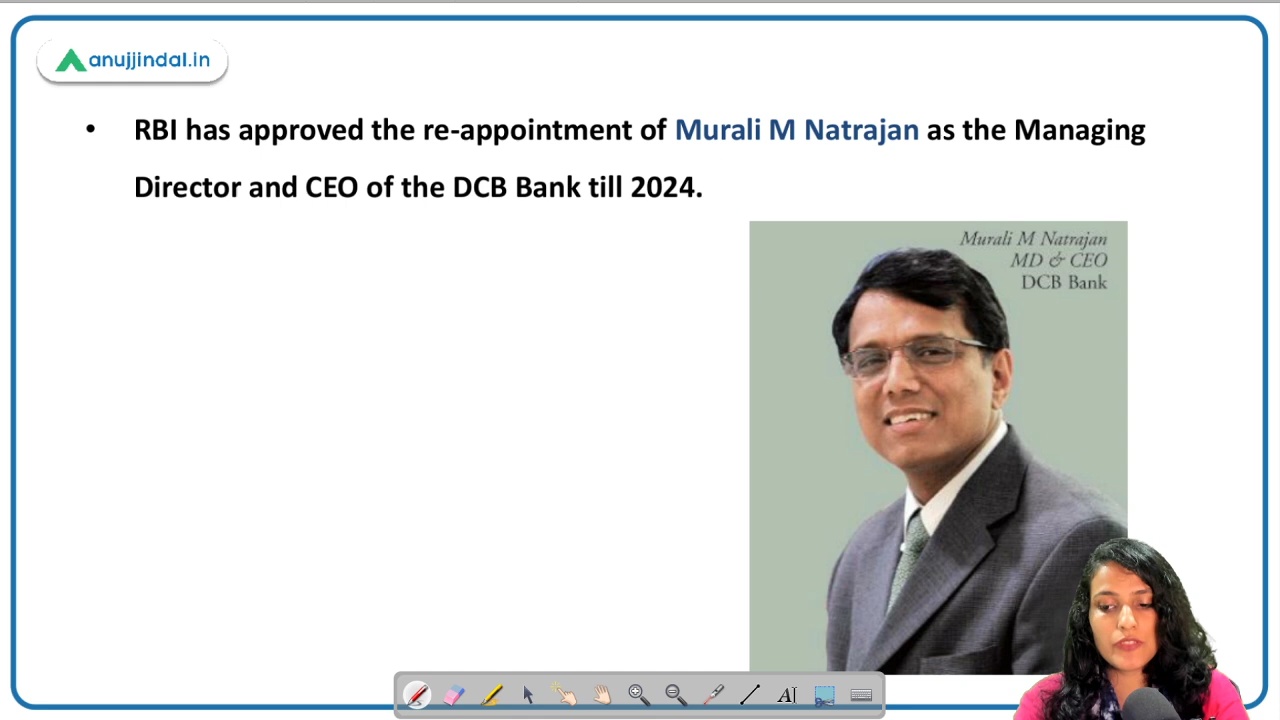 anujjindal.in
• RBI has approved the re-appointment of Murali M Natrajan as the Managing
Director and CEO of the DCB Bank till 2024.
Murali M Natrajan
MD & CEO
DCB Bank
A